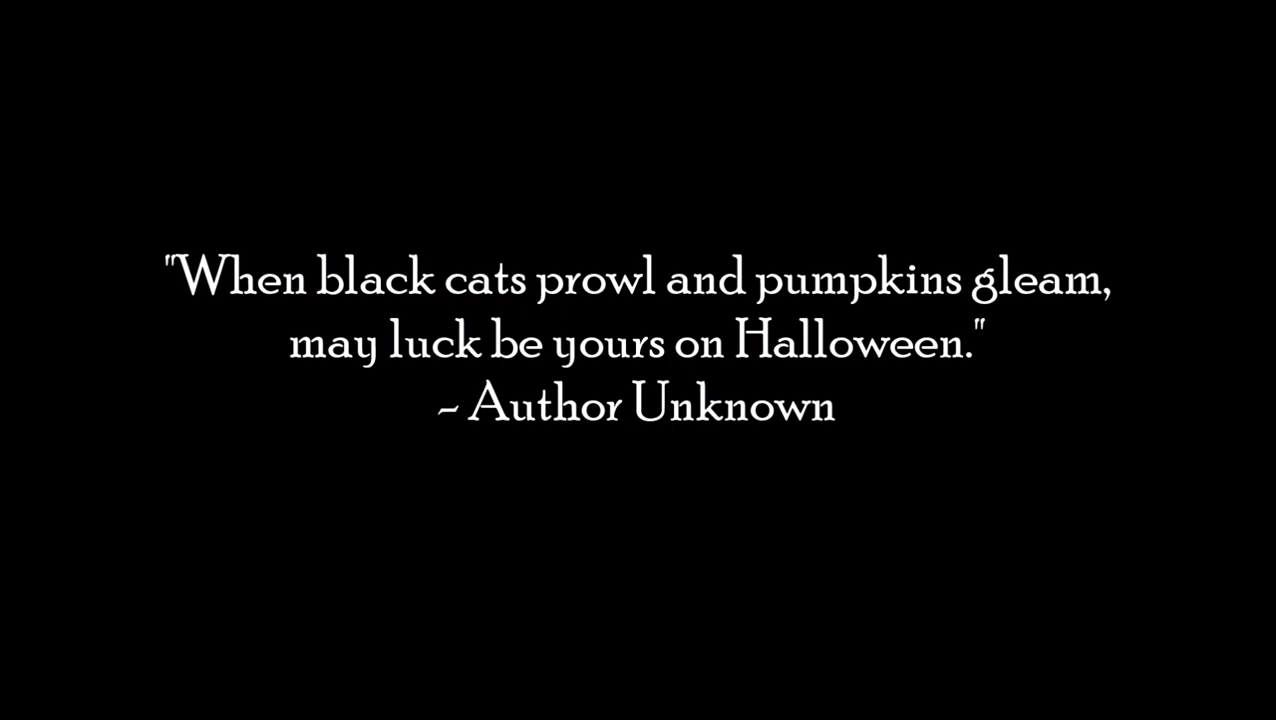 "When black cats prowl and pumpkins gleam,
may luck be yours on Halloween."
- Author Unknown